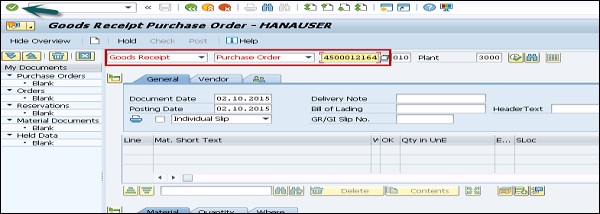 Goods Receipt Purchase Order - HANAUSER
Hide Overview Hold Check Post Help
Goods Receipt Purchase Order 4500012164 010 Plant 3000
My Documents
Purchase Orders
Blank
Orders
Blank
Reservations
Blank
Material Documents
Blank
Held Data
Blank
General Vendor
Document Date 02.10.2015 Delivery Note
Posting Date 02.10.2015 Bill of Lading HeaderText
Individual Slip GR/GI Slip No.
Line Mat. Short Text OK Qty in UnE E... SLoc
Delete Contents
Material Quantity Where